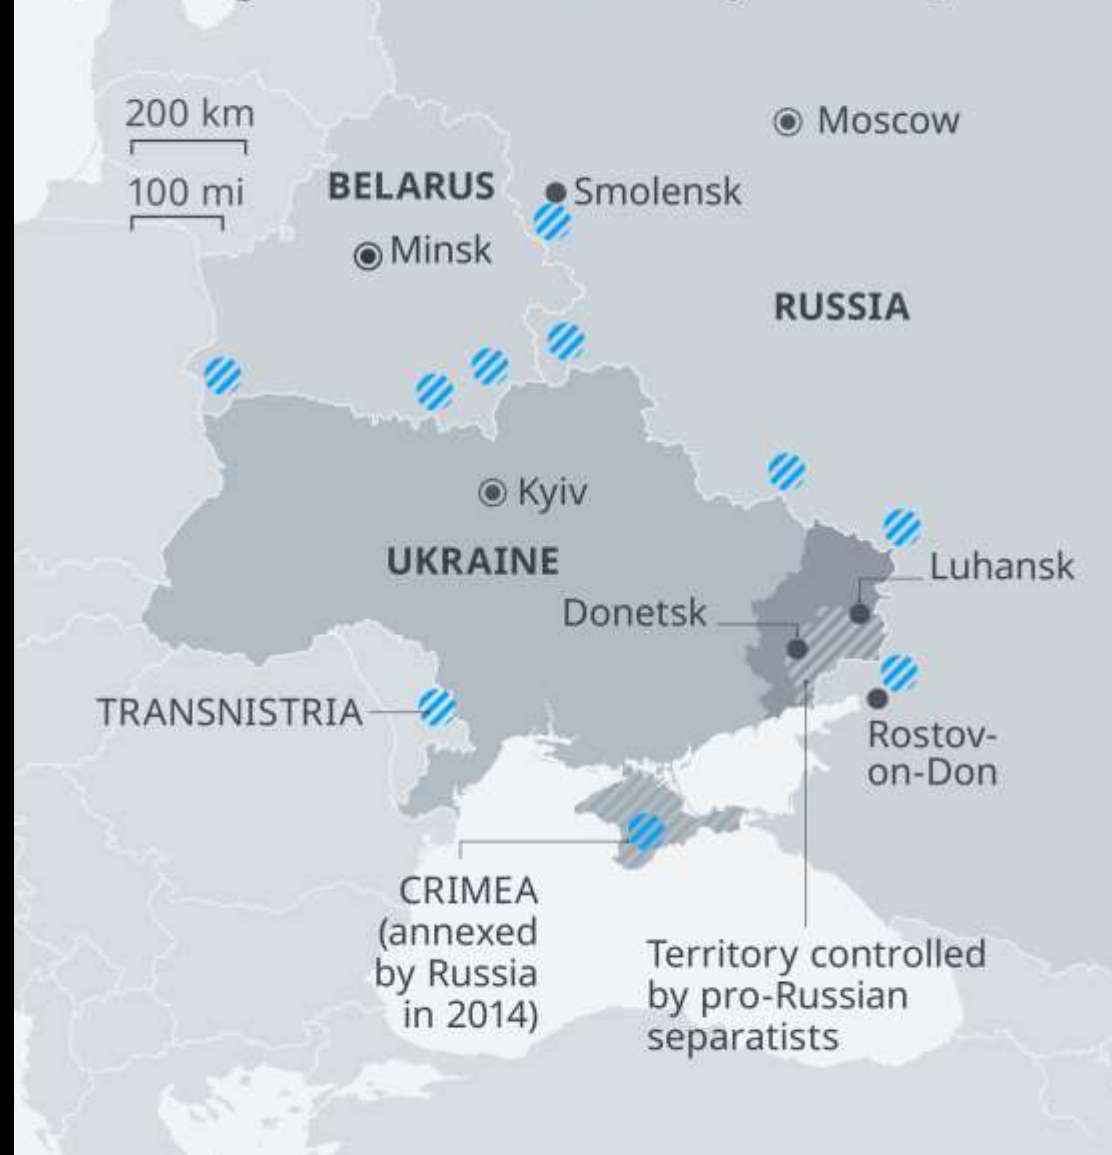 200 km
Moscow
100 mi
BELARUS
Smolensk
Minsk
RUSSIA
Kyiv
UKRAINE
Luhansk
Donetsk
TRANSNISTRIA
Rostov-
on-Don
CRIMEA
(annexed
by Russia
in 2014)
Territory controlled
by pro-Russian
separatists